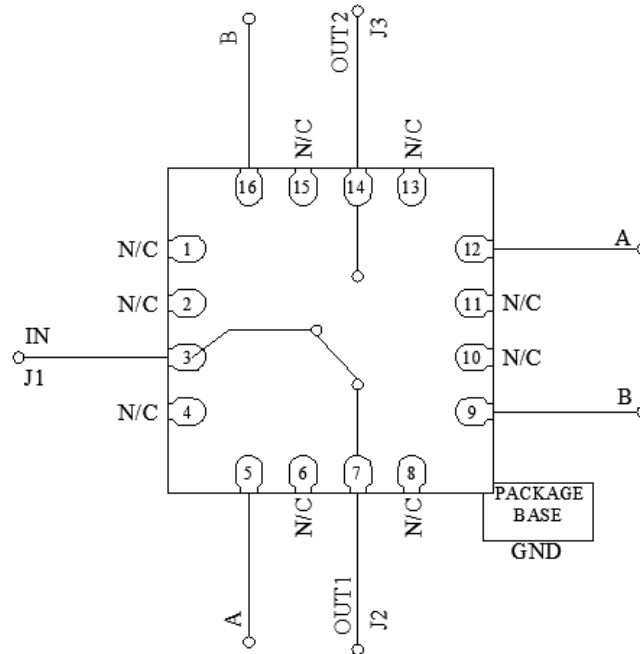 B
OUT2
J3
N/C
N/C
16
15
14
13
N/C
1
12
A
N/C
2
11
N/C
IN
J1
3
10
N/C
N/C
4
9
B
5
6
7
8
N/C
N/C
PACKAGE
BASE
GND
A
OUT1
J2